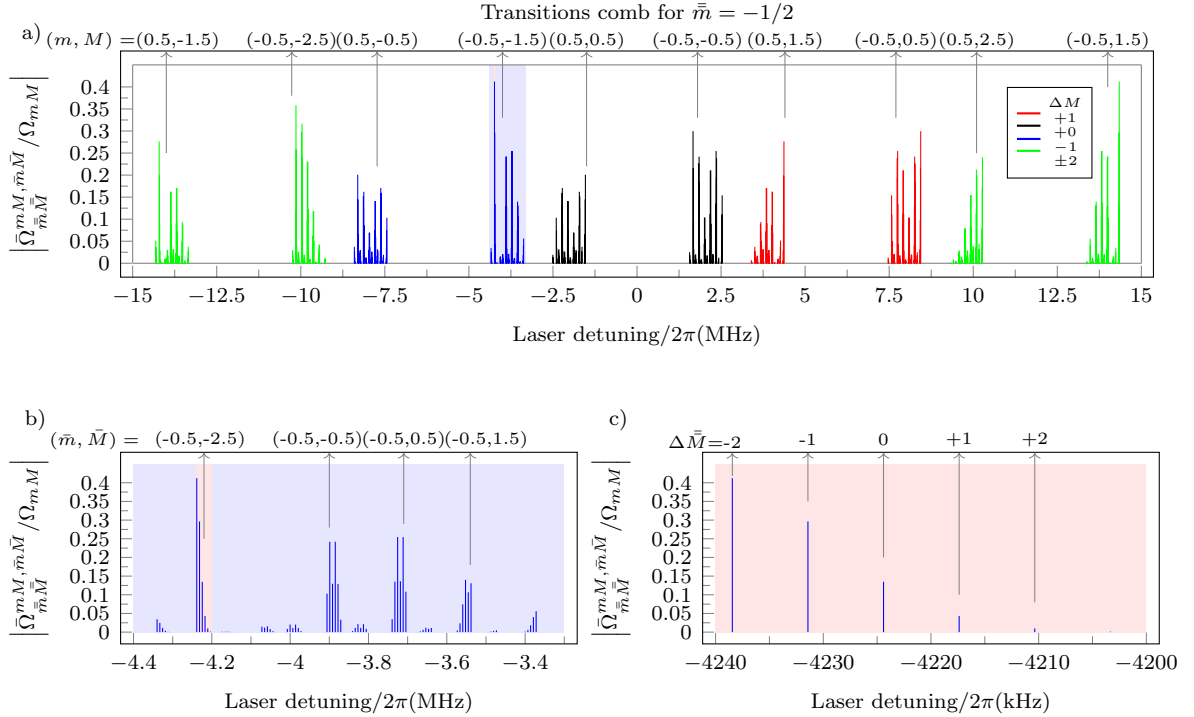 Transitions comb for m̿ = −1/2
a)
(m, M) =(0.5,-1.5) (-0.5,-2.5) (0.5,-0.5) (-0.5,-1.5) (0.5,0.5) (-0.5,-0.5) (0.5,1.5) (-0.5,0.5) (0.5,2.5) (-0.5,1.5)
|Ω̄^{mM,m̄M̄}_{m̿M̿}/Ω_{mM}|
0.4
0.35
0.3
0.25
0.2
0.15
0.1
0.05
0
ΔM
+1
+0
−1
±2
−15 −12.5 −10 −7.5 −5 −2.5 0 2.5 5 7.5 10 12.5 15
Laser detuning/2π(MHz)
b)
(m̄, M̄) = (-0.5,-2.5) (-0.5,-0.5) (-0.5,0.5) (-0.5,1.5)
|Ω̄^{mM,m̄M̄}_{m̿M̿}/Ω_{mM}|
0.4
0.3
0.25
0.15
0.1
0.05
0
−4.4 −4.2 −4 −3.8 −3.6 −3.4
Laser detuning/2π(MHz)
c)
ΔM̿=-2 -1 0 +1 +2
|Ω̄^{mM,m̄M̄}_{m̿M̿}/Ω_{mM}|
0.4
0.3
0.25
0.15
0.1
0.05
0
−4240 −4230 −4220 −4210 −4200
Laser detuning/2π(kHz)